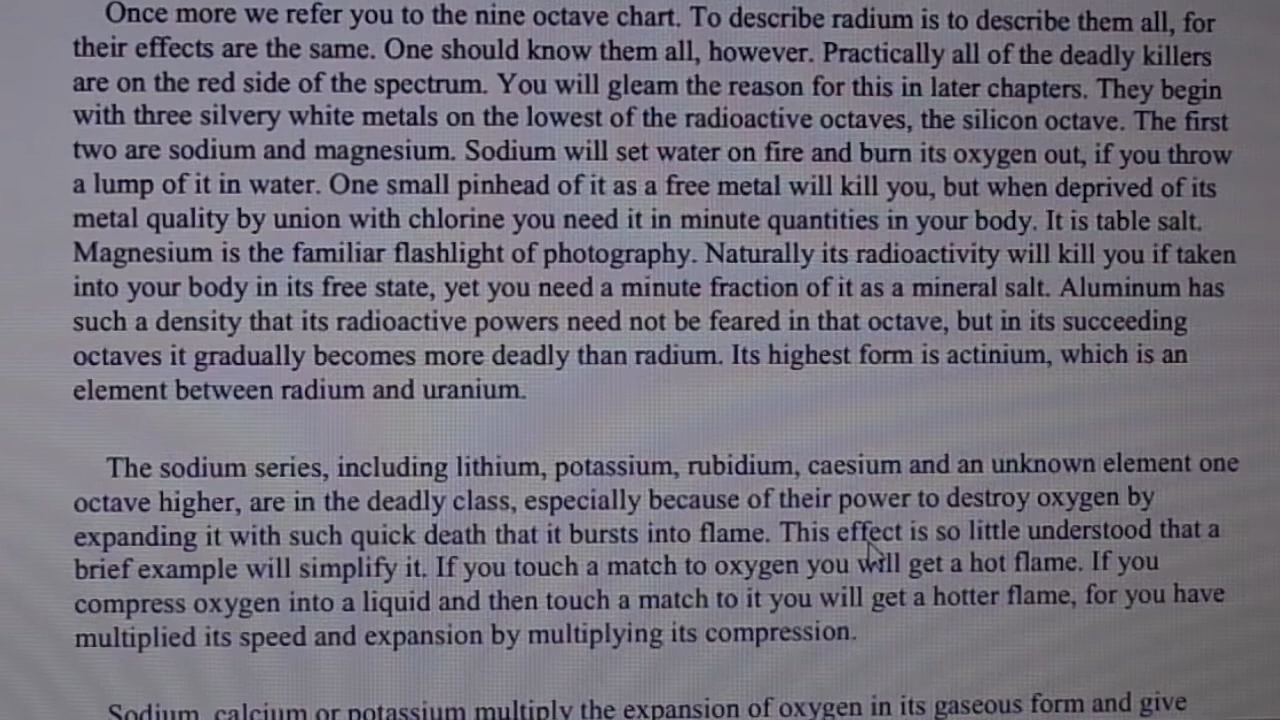 Once more we refer you to the nine octave chart. To describe radium is to describe them all, for
their effects are the same. One should know them all, however. Practically all of the deadly killers
are on the red side of the spectrum. You will gleam the reason for this in later chapters. They begin
with three silvery white metals on the lowest of the radioactive octaves, the silicon octave. The first
two are sodium and magnesium. Sodium will set water on fire and burn its oxygen out, if you throw
a lump of it in water. One small pinhead of it as a free metal will kill you, but when deprived of its
metal quality by union with chlorine you need it in minute quantities in your body. It is table salt.
Magnesium is the familiar flashlight of photography. Naturally its radioactivity will kill you if taken
into your body in its free state, yet you need a minute fraction of it as a mineral salt. Aluminum has
such a density that its radioactive powers need not be feared in that octave, but in its succeeding
octaves it gradually becomes more deadly than radium. Its highest form is actinium, which is an
element between radium and uranium.
The sodium series, including lithium, potassium, rubidium, caesium and an unknown element one
octave higher, are in the deadly class, especially because of their power to destroy oxygen by
expanding it with such quick death that it bursts into flame. This effect is so little understood that a
brief example will simplify it. If you touch a match to oxygen you will get a hot flame. If you
compress oxygen into a liquid and then touch a match to it you will get a hotter flame, for you have
multiplied its speed and expansion by multiplying its compression.
Sodium, calcium or potassium multiply the expansion of oxygen in its gaseous form and give